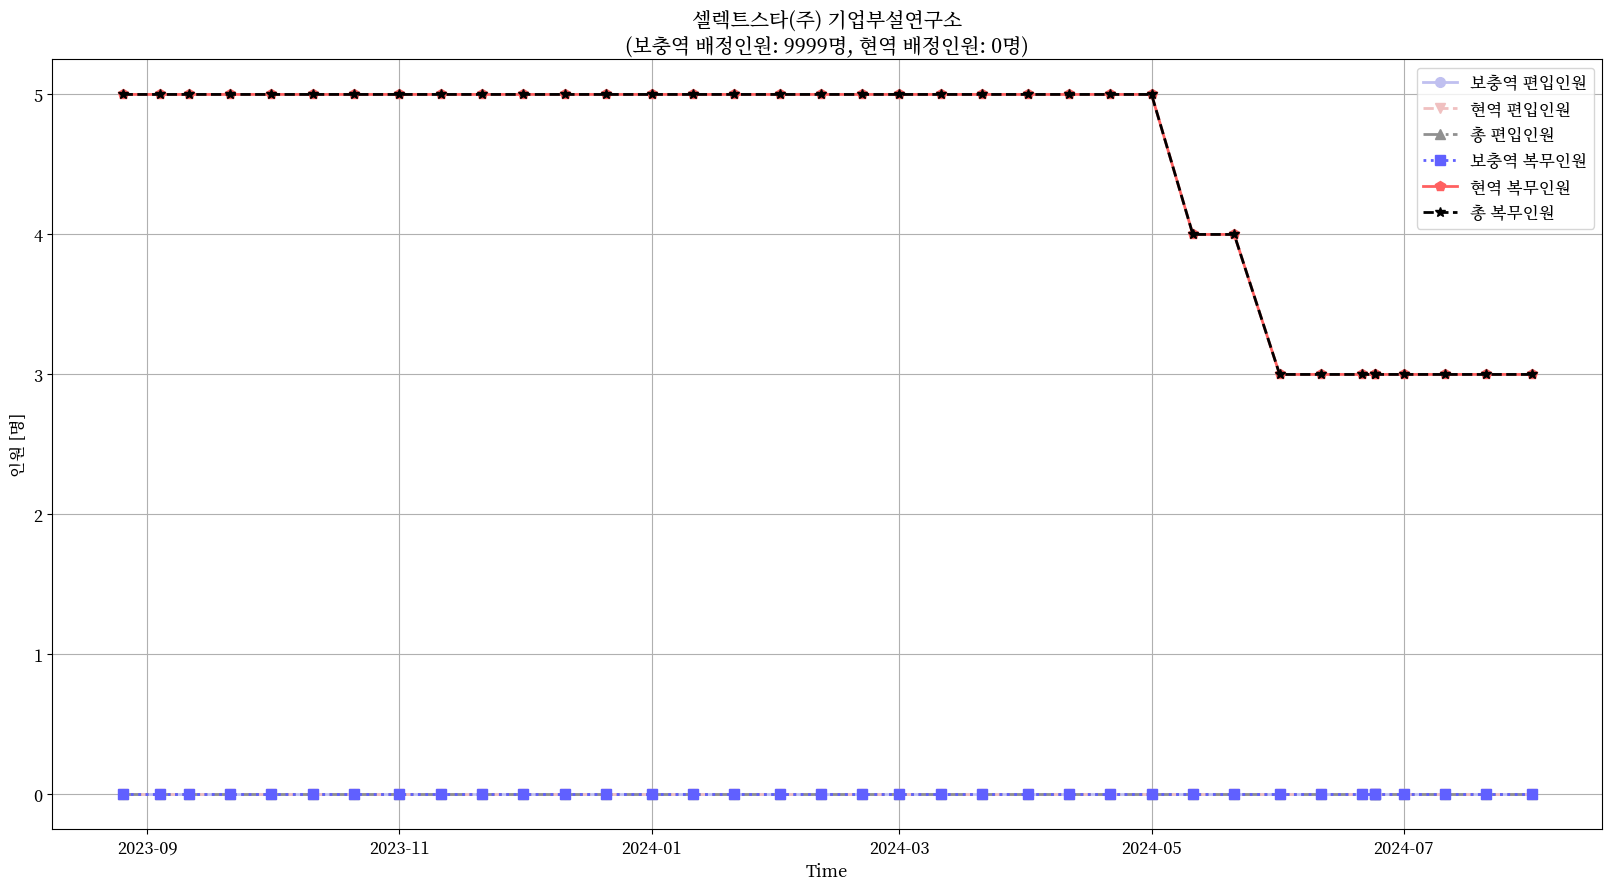 셀렉트스타(주) 기업부설연구소
(보충역 배정인원: 9999명, 현역 배정인원: 0명)
보충역 편입인원
현역 편입인원
총 편입인원
보충역 복무인원
현역 복무인원
총 복무인원
인원 [명]
5
4
3
2
1
0
2023-09
2023-11
2024-01
2024-03
2024-05
2024-07
Time